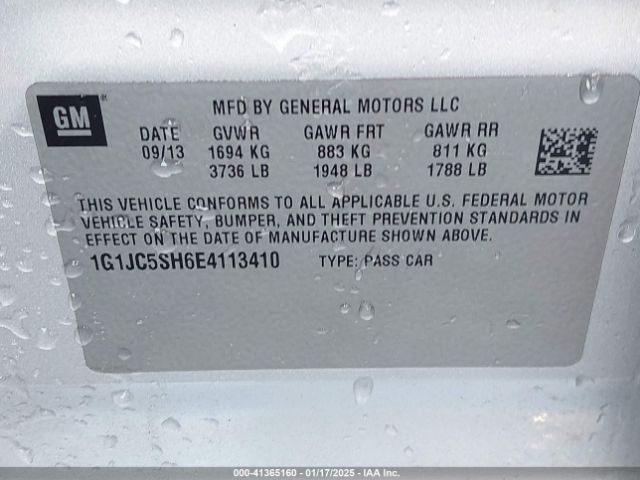 GM
MFD BY GENERAL MOTORS LLC
DATE GVWR GAWR FRT GAWR RR
09/13 1694 KG 883 KG 811 KG
3736 LB 1948 LB 1788 LB
THIS VEHICLE CONFORMS TO ALL APPLICABLE U.S. FEDERAL MOTOR
VEHICLE SAFETY, BUMPER, AND THEFT PREVENTION STANDARDS IN
EFFECT ON THE DATE OF MANUFACTURE SHOWN ABOVE.
1G1JC5SH6E4113410 TYPE: PASS CAR
000-41365160 - 01/17/2025 - IAA Inc.